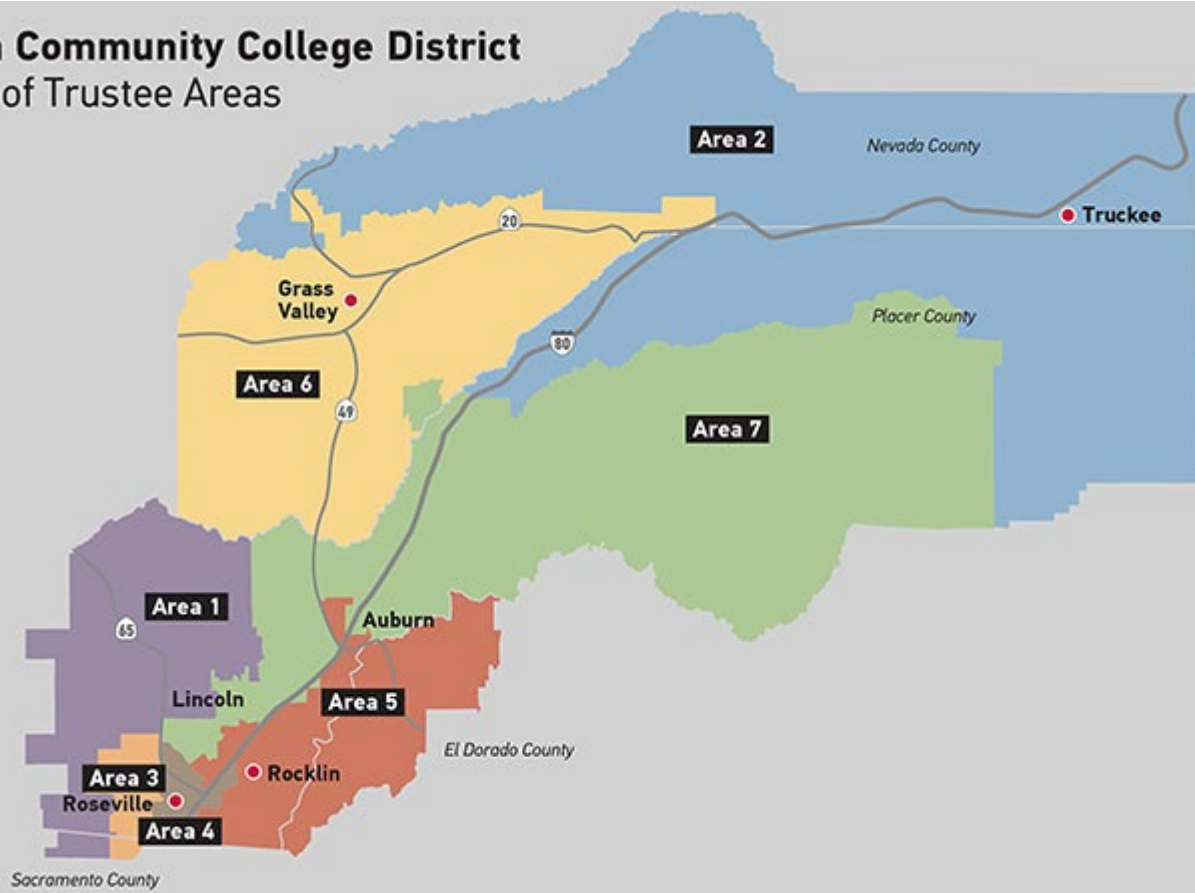 Community College District
of Trustee Areas
Area 2
Nevada County
Truckee
20
Grass
Valley
Placer County
80
Area 6
49
Area 7
Area 1
65
Auburn
Lincoln
Area 5
El Dorado County
Rocklin
Area 3
Roseville
Area 4
Sacramento County